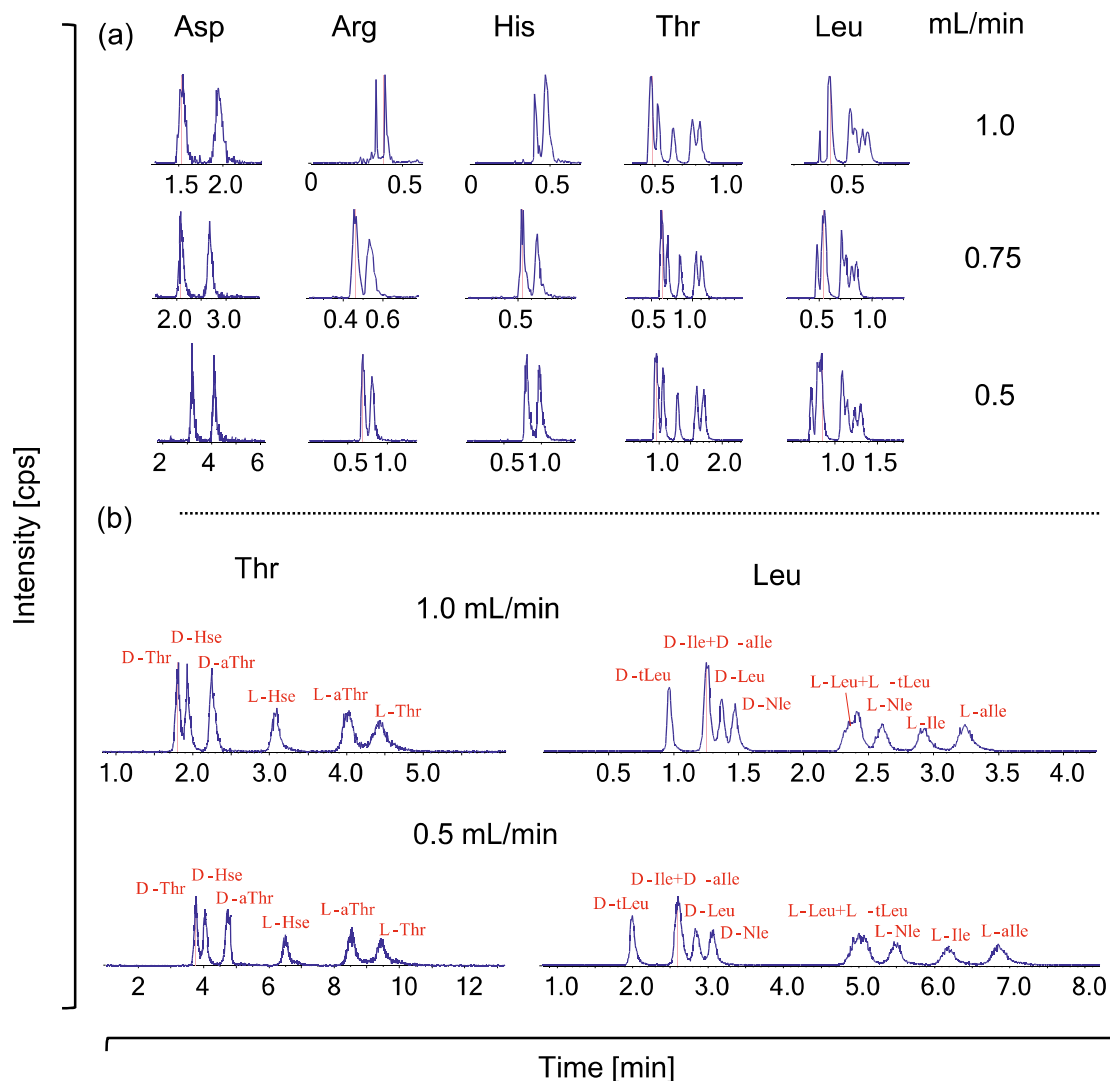 (a) Asp Arg His Thr Leu mL/min
1.0
1.5 2.0 0 0.5 0 0.5 0.5 1.0 0.5
0.75
2.0 3.0 0.4 0.6 0.5 0.5 1.0 0.5 1.0
0.5
2 4 6 0.5 1.0 0.5 1.0 1.0 2.0 1.0 1.5
Intensity [cps]
(b)
Thr Leu
1.0 mL/min
D-Thr
D-Hse
D-aThr
L-Hse
L-aThr
L-Thr
1.0 2.0 3.0 4.0 5.0
D-tLeu
D-Ile+D -aIle
D-Leu
D-Nle
L-Leu+L -tLeu
L-Nle
L-Ile
L-aIle
0.5 1.0 1.5 2.0 2.5 3.0 3.5 4.0
0.5 mL/min
D-Thr
D-Hse
D-aThr
L-Hse
L-aThr
L-Thr
2 4 6 8 10 12
D-tLeu
D-Ile+D -aIle
D-Leu
D-Nle
L-Leu+L -tLeu
L-Nle
L-Ile
L-aIle
1.0 2.0 3.0 4.0 5.0 6.0 7.0 8.0
Time [min]